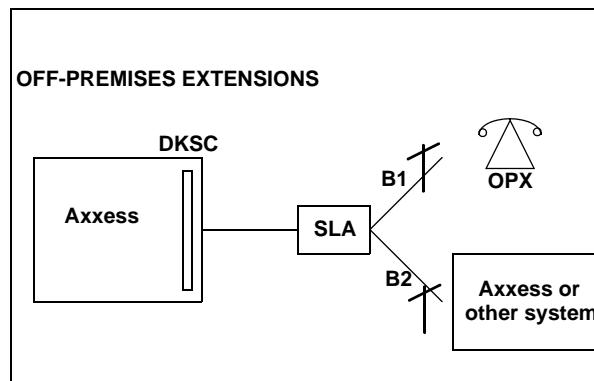 OFF-PREMISES EXTENSIONS
DKSC
Axxess
SLA
B1
OPX
B2
Axxess or
other system